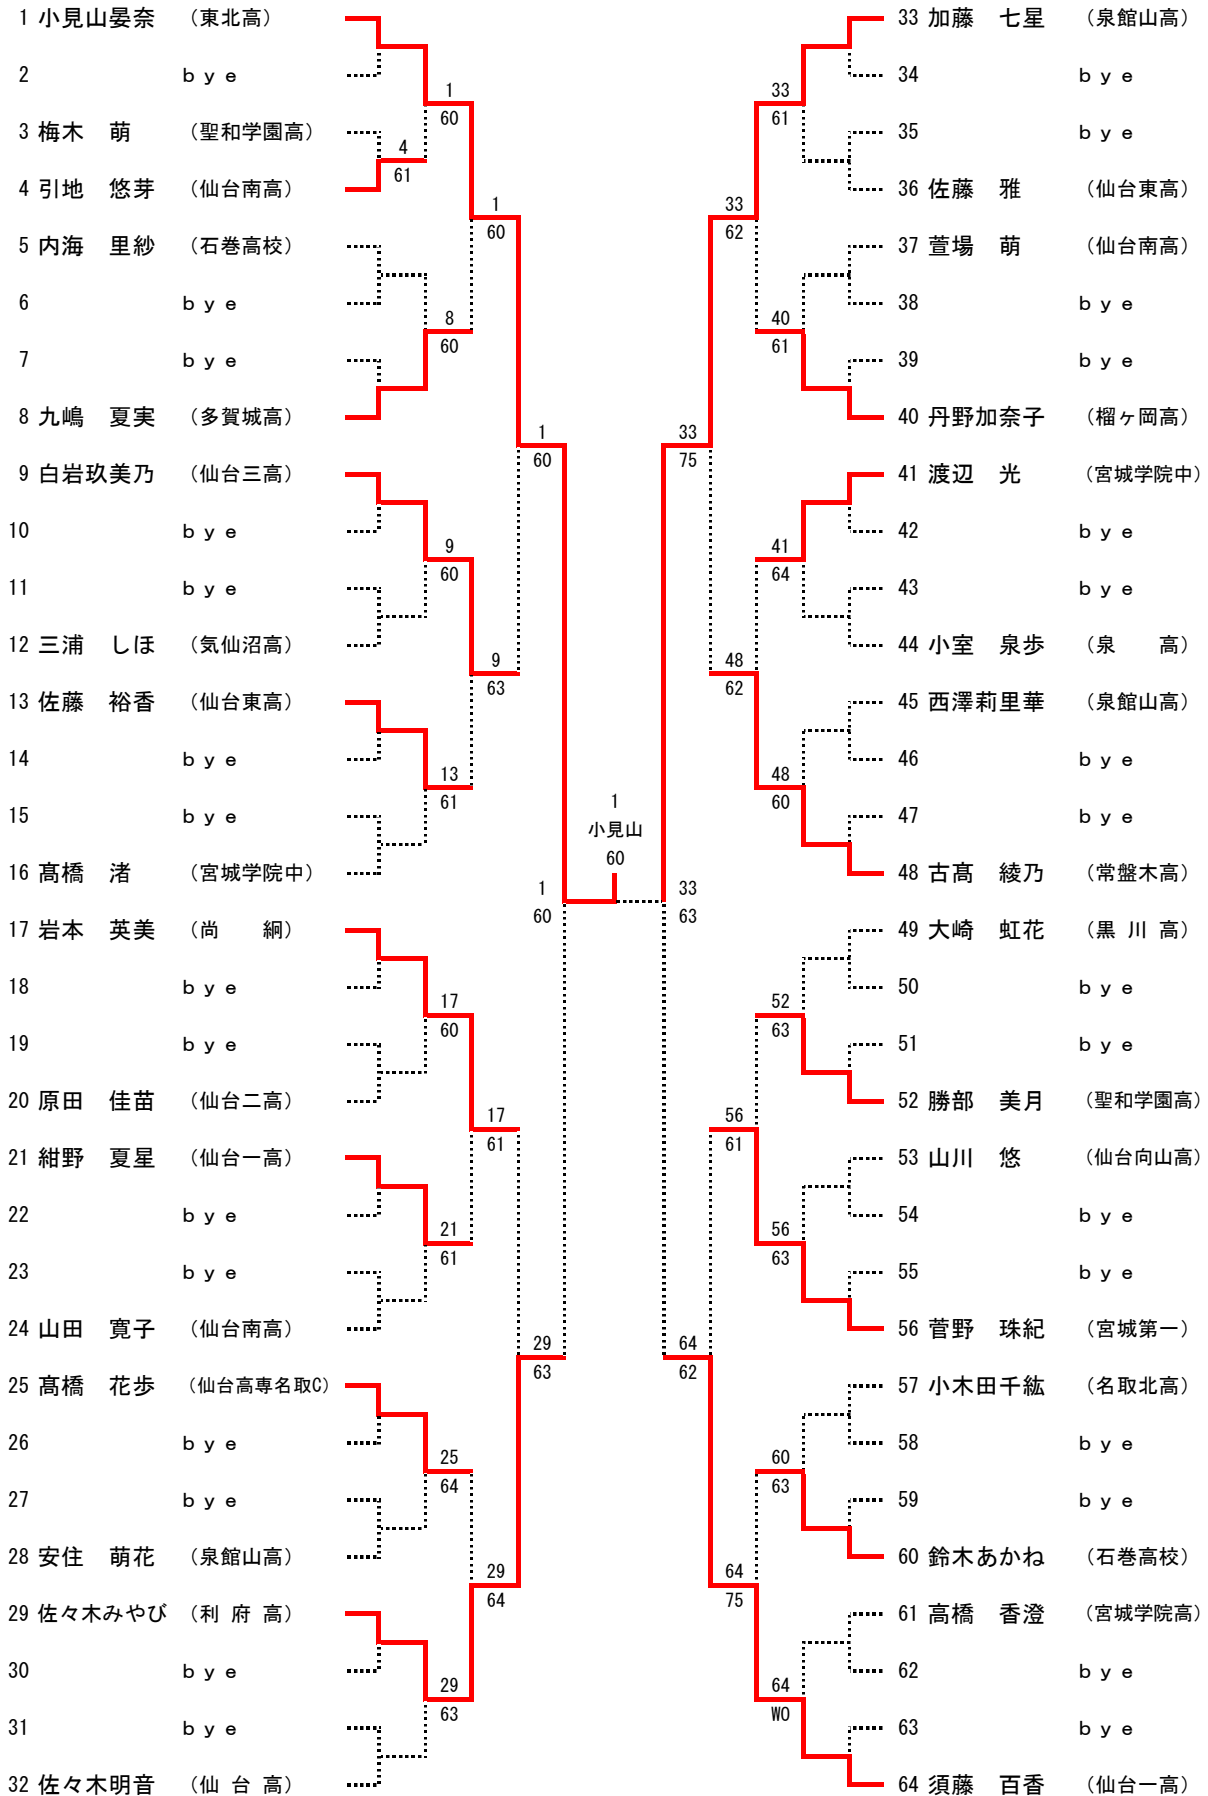 1 小見山晏奈 （東北高）
2 ｂｙｅ
3 梅木　萌 （聖和学園高）
4 引地　悠芽 （仙台南高）
5 内海　里紗 （石巻高校）
6 ｂｙｅ
7 ｂｙｅ
8 九嶋　夏実 （多賀城高）
9 白岩玖美乃 （仙台三高）
10 ｂｙｅ
11 ｂｙｅ
12 三浦　しほ （気仙沼高）
13 佐藤　裕香 （仙台東高）
14 ｂｙｅ
15 ｂｙｅ
16 髙橋　渚 （宮城学院中）
17 岩本　英美 （尚　　絅）
18 ｂｙｅ
19 ｂｙｅ
20 原田　佳苗 （仙台二高）
21 紺野　夏星 （仙台一高）
22 ｂｙｅ
23 ｂｙｅ
24 山田　寛子 （仙台南高）
25 髙橋　花歩 （仙台高専名取C）
26 ｂｙｅ
27 ｂｙｅ
28 安住　萌花 （泉館山高）
29 佐々木みやび （利 府 高）
30 ｂｙｅ
31 ｂｙｅ
32 佐々木明音 （仙 台 高）
4
61
1
60
8
60
9
60
13
61
17
60
21
61
25
64
29
63
1
60
9
63
17
61
29
64
1
60
29
63
1
60
1
小見山
60
33
63
33
75
64
62
33
62
48
62
56
61
64
75
33
61
40
61
41
64
48
60
52
63
56
63
60
63
64
WO
33 加藤　七星 （泉館山高）
34 ｂｙｅ
35 ｂｙｅ
36 佐藤　雅 （仙台東高）
37 萱場　萌 （仙台南高）
38 ｂｙｅ
39 ｂｙｅ
40 丹野加奈子 （榴ヶ岡高）
41 渡辺　光 （宮城学院中）
42 ｂｙｅ
43 ｂｙｅ
44 小室　泉歩 （泉　　高）
45 西澤莉里華 （泉館山高）
46 ｂｙｅ
47 ｂｙｅ
48 古髙　綾乃 （常盤木高）
49 大崎　虹花 （黒 川 高）
50 ｂｙｅ
51 ｂｙｅ
52 勝部　美月 （聖和学園高）
53 山川　悠 （仙台向山高）
54 ｂｙｅ
55 ｂｙｅ
56 菅野　珠紀 （宮城第一）
57 小木田千紘 （名取北高）
58 ｂｙｅ
59 ｂｙｅ
60 鈴木あかね （石巻高校）
61 高橋　香澄 （宮城学院高）
62 ｂｙｅ
63 ｂｙｅ
64 須藤　百香 （仙台一高）